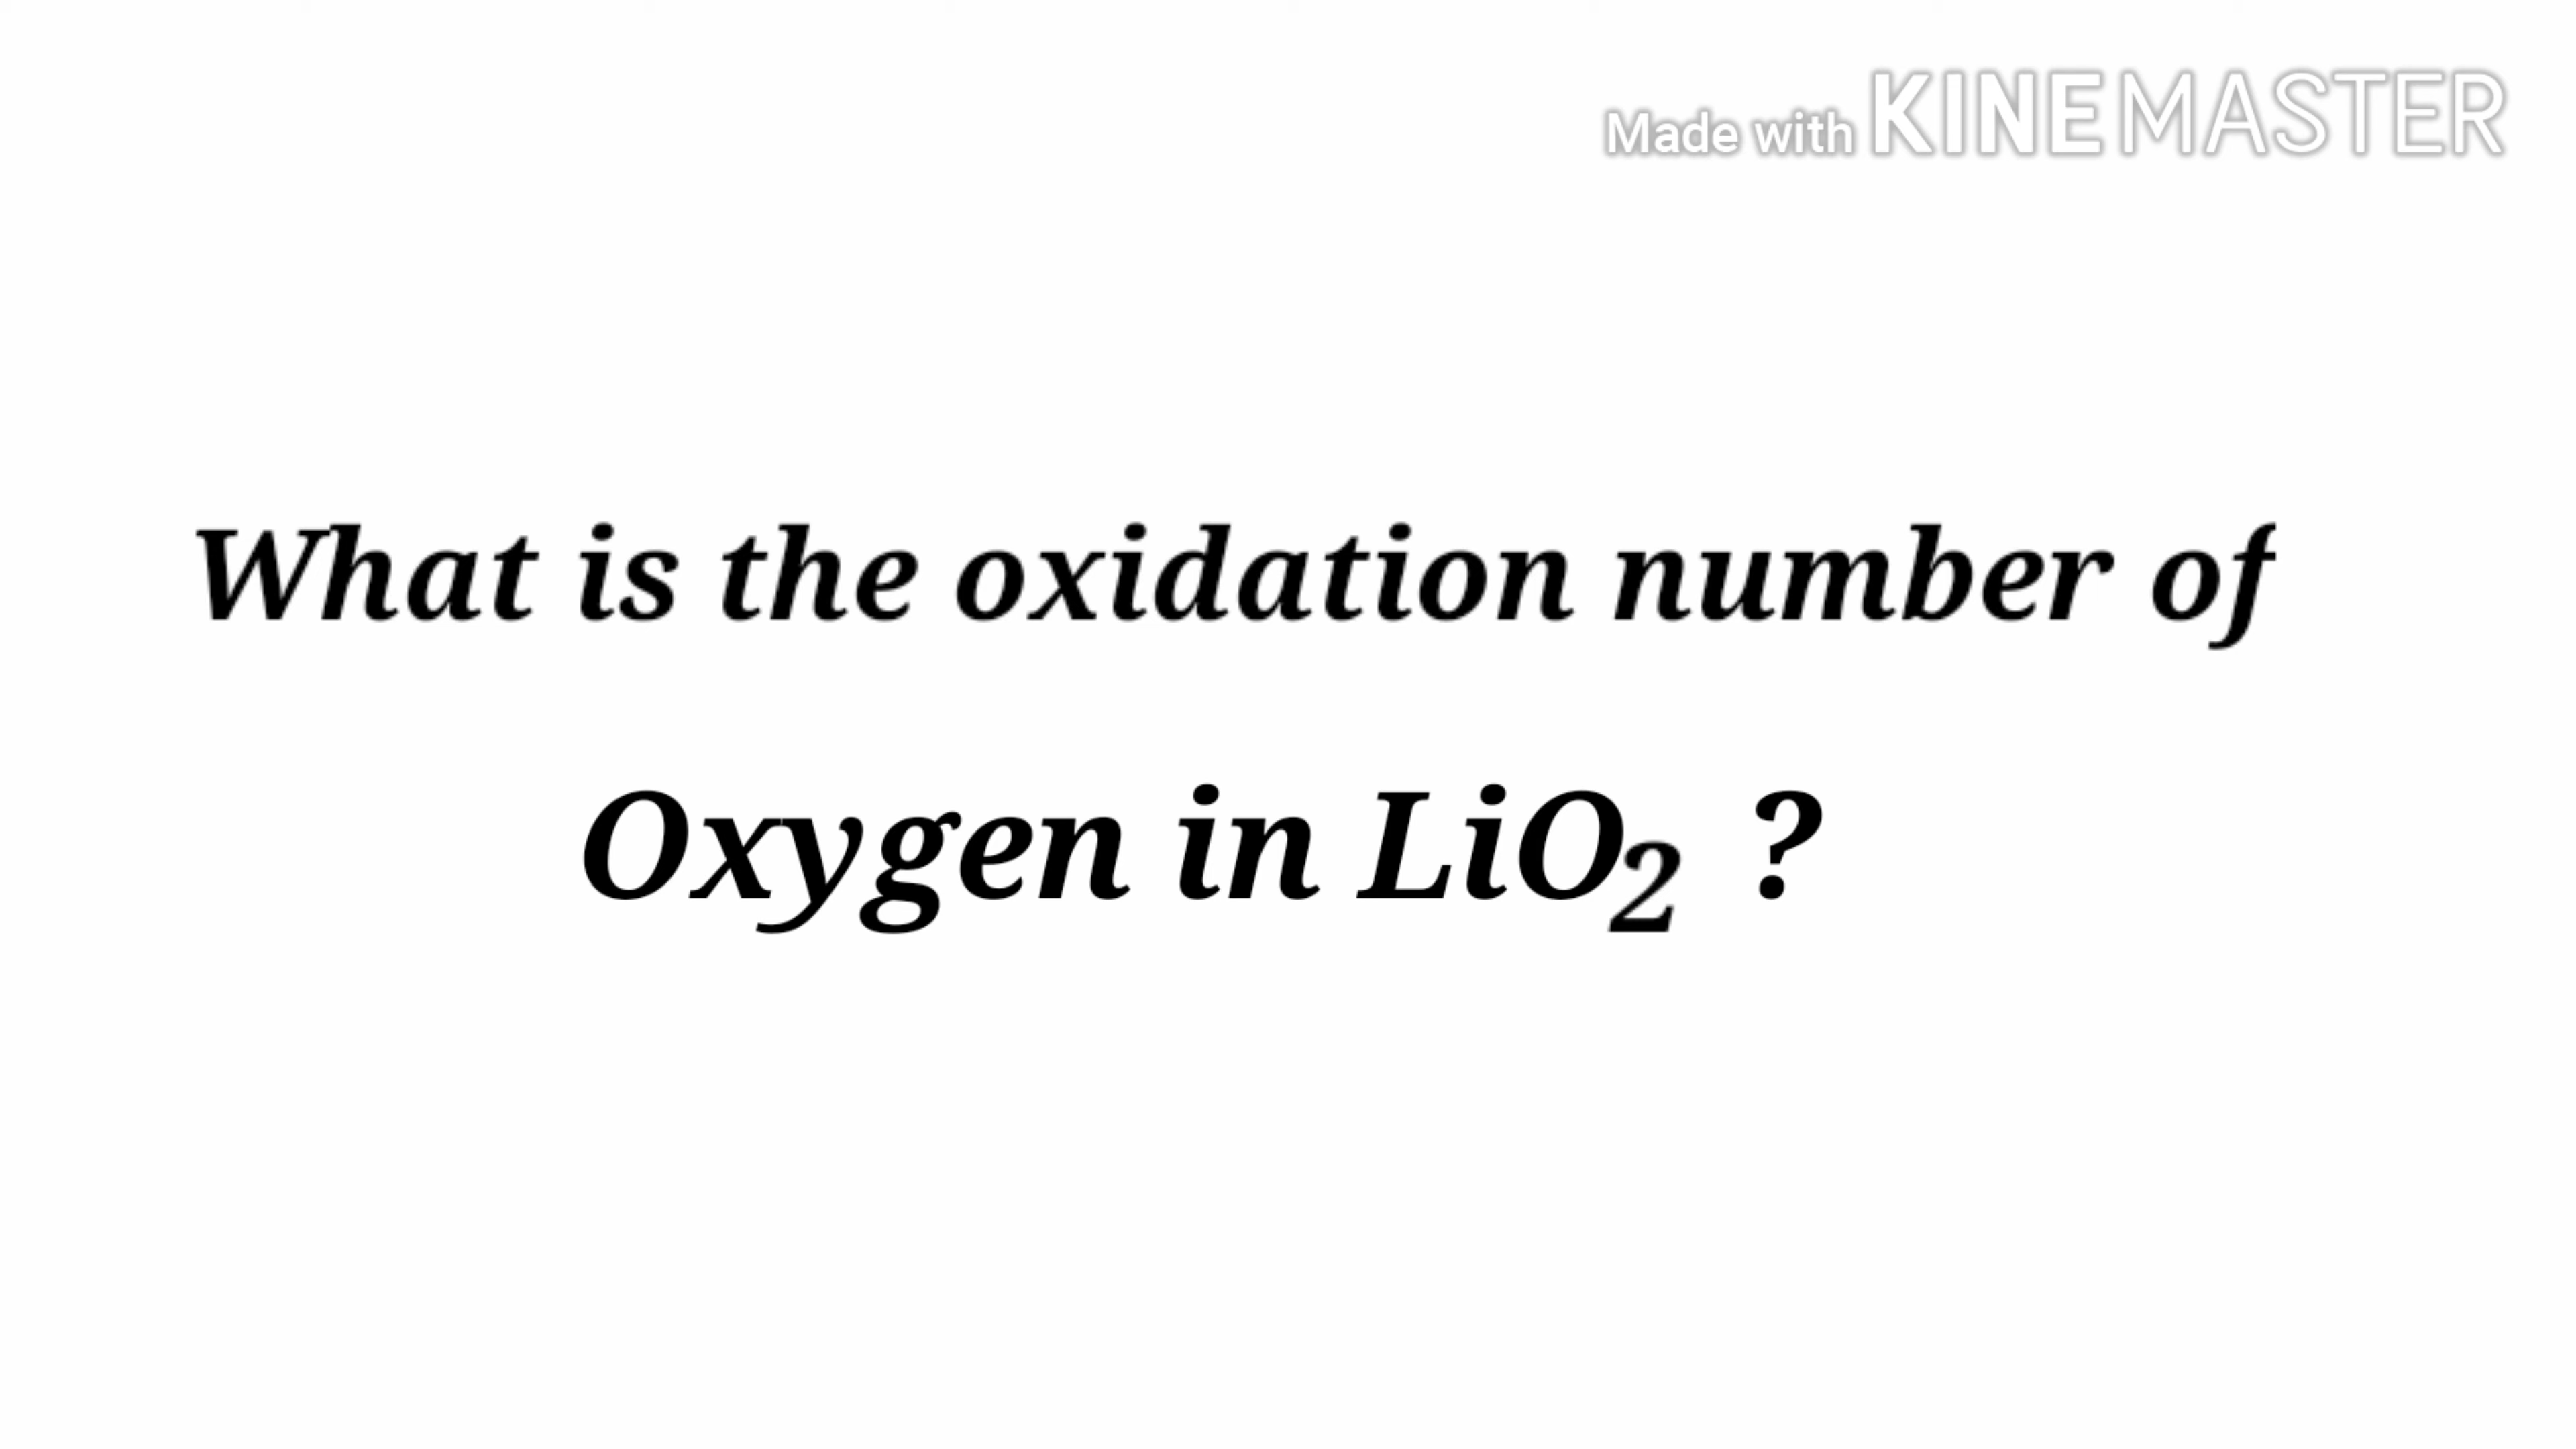 Made with KINEMASTER
What is the oxidation number of
Oxygen in LiO₂ ?